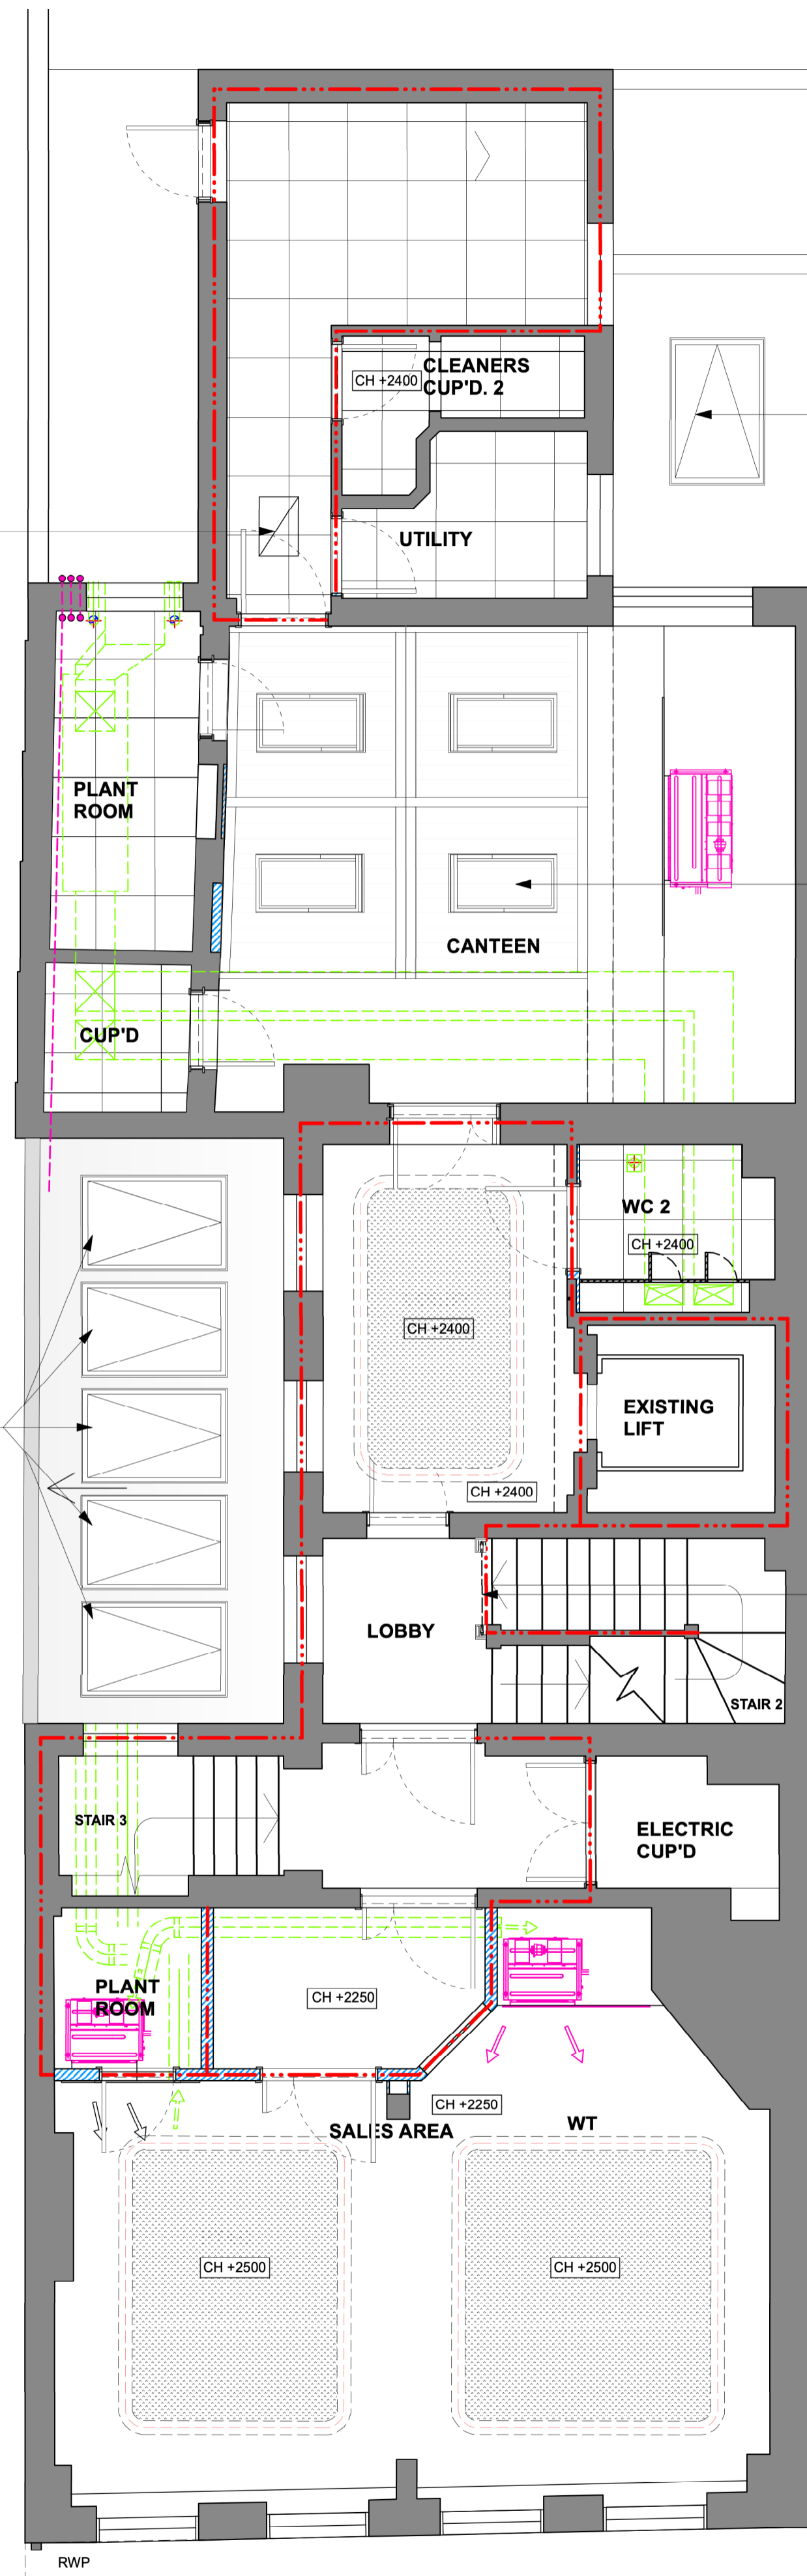 CLEANERS
CUP'D. 2
CH +2400
UTILITY
PLANT
ROOM
CANTEEN
CUP'D
WC 2
CH +2400
CH +2400
EXISTING
LIFT
CH +2400
LOBBY
STAIR 2
STAIR 3
ELECTRIC
CUP'D
PLANT
ROOM
CH +2250
CH +2250
SALES AREA
WT
CH +2500
CH +2500
RWP